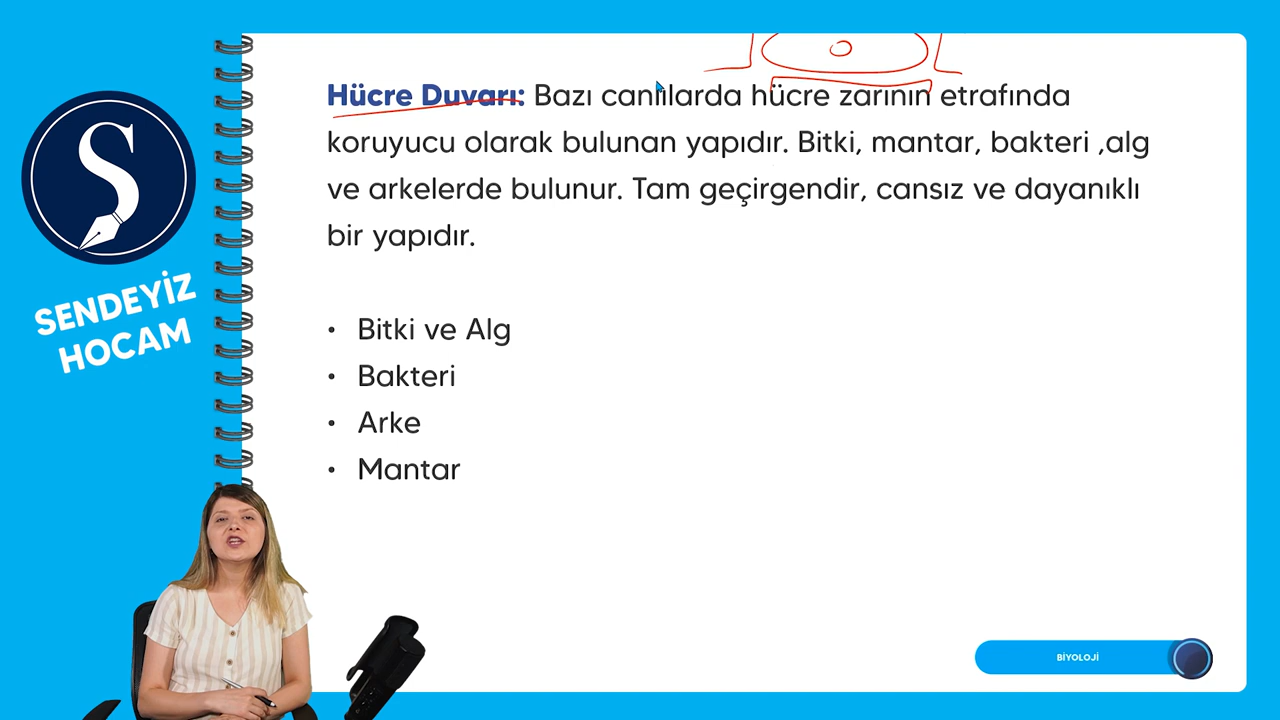 S
SENDEYİZ
HOCAM
Hücre Duvarı: Bazı canlılarda hücre zarının etrafında
koruyucu olarak bulunan yapıdır. Bitki, mantar, bakteri ,alg
ve arkelerde bulunur. Tam geçirgendir, cansız ve dayanıklı
bir yapıdır.
• Bitki ve Alg
• Bakteri
• Arke
• Mantar
BİYOLOJİ